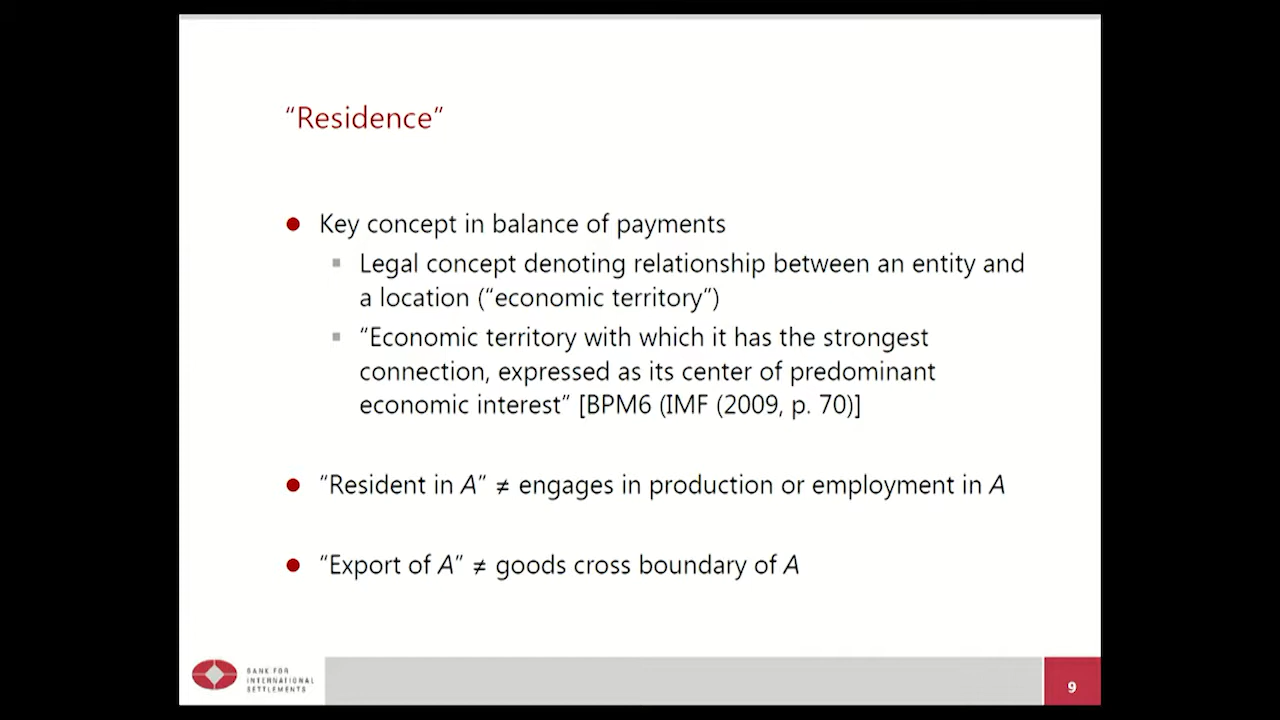 “Residence”
Key concept in balance of payments
Legal concept denoting relationship between an entity and
a location (“economic territory”)
“Economic territory with which it has the strongest
connection, expressed as its center of predominant
economic interest” [BPM6 (IMF (2009, p. 70)]
“Resident in A” ≠ engages in production or employment in A
“Export of A” ≠ goods cross boundary of A
BANK FOR
INTERNATIONAL
SETTLEMENTS
9